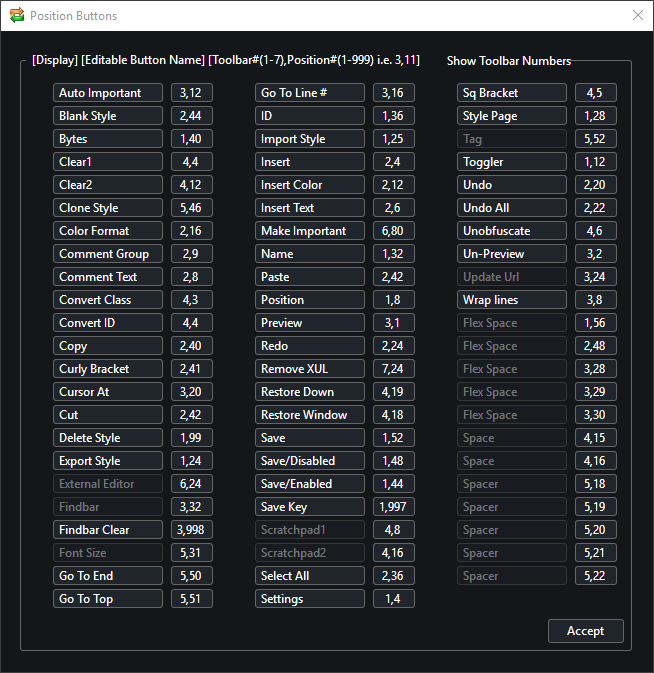 Position Buttons
[Display] [Editable Button Name] [Toolbar#(1-7),Position#(1-999) i.e. 3,11] Show Toolbar Numbers
Auto Important 3,12 Go To Line # 3,16 Sq Bracket 4,5
Blank Style 2,44 ID 1,36 Style Page 1,28
Bytes 1,40 Import Style 1,25 Tag 5,52
Clear1 4,4 Insert 2,4 Toggler 1,12
Clear2 4,12 Insert Color 2,12 Undo 2,20
Clone Style 5,46 Insert Text 2,6 Undo All 2,22
Color Format 2,16 Make Important 6,80 Unobfuscate 4,6
Comment Group 2,9 Name 1,32 Un-Preview 3,2
Comment Text 2,8 Paste 2,42 Update Url 3,24
Convert Class 4,3 Position 1,8 Wrap lines 3,8
Convert ID 4,4 Preview 3,1 Flex Space 1,56
Copy 2,40 Redo 2,24 Flex Space 2,48
Curly Bracket 2,41 Remove XUL 7,24 Flex Space 3,28
Cursor At 3,20 Restore Down 4,19 Flex Space 3,29
Cut 2,42 Restore Window 4,18 Flex Space 3,30
Delete Style 1,99 Save 1,52 Space 4,15
Export Style 1,24 Save/Disabled 1,48 Space 4,16
External Editor 6,24 Save/Enabled 1,44 Spacer 5,18
Findbar 3,32 Save Key 1,997 Spacer 5,19
Findbar Clear 3,998 Scratchpad1 4,8 Spacer 5,20
Font Size 5,31 Scratchpad2 4,16 Spacer 5,21
Go To End 5,50 Select All 2,36 Spacer 5,22
Go To Top 5,51 Settings 1,4
Accept